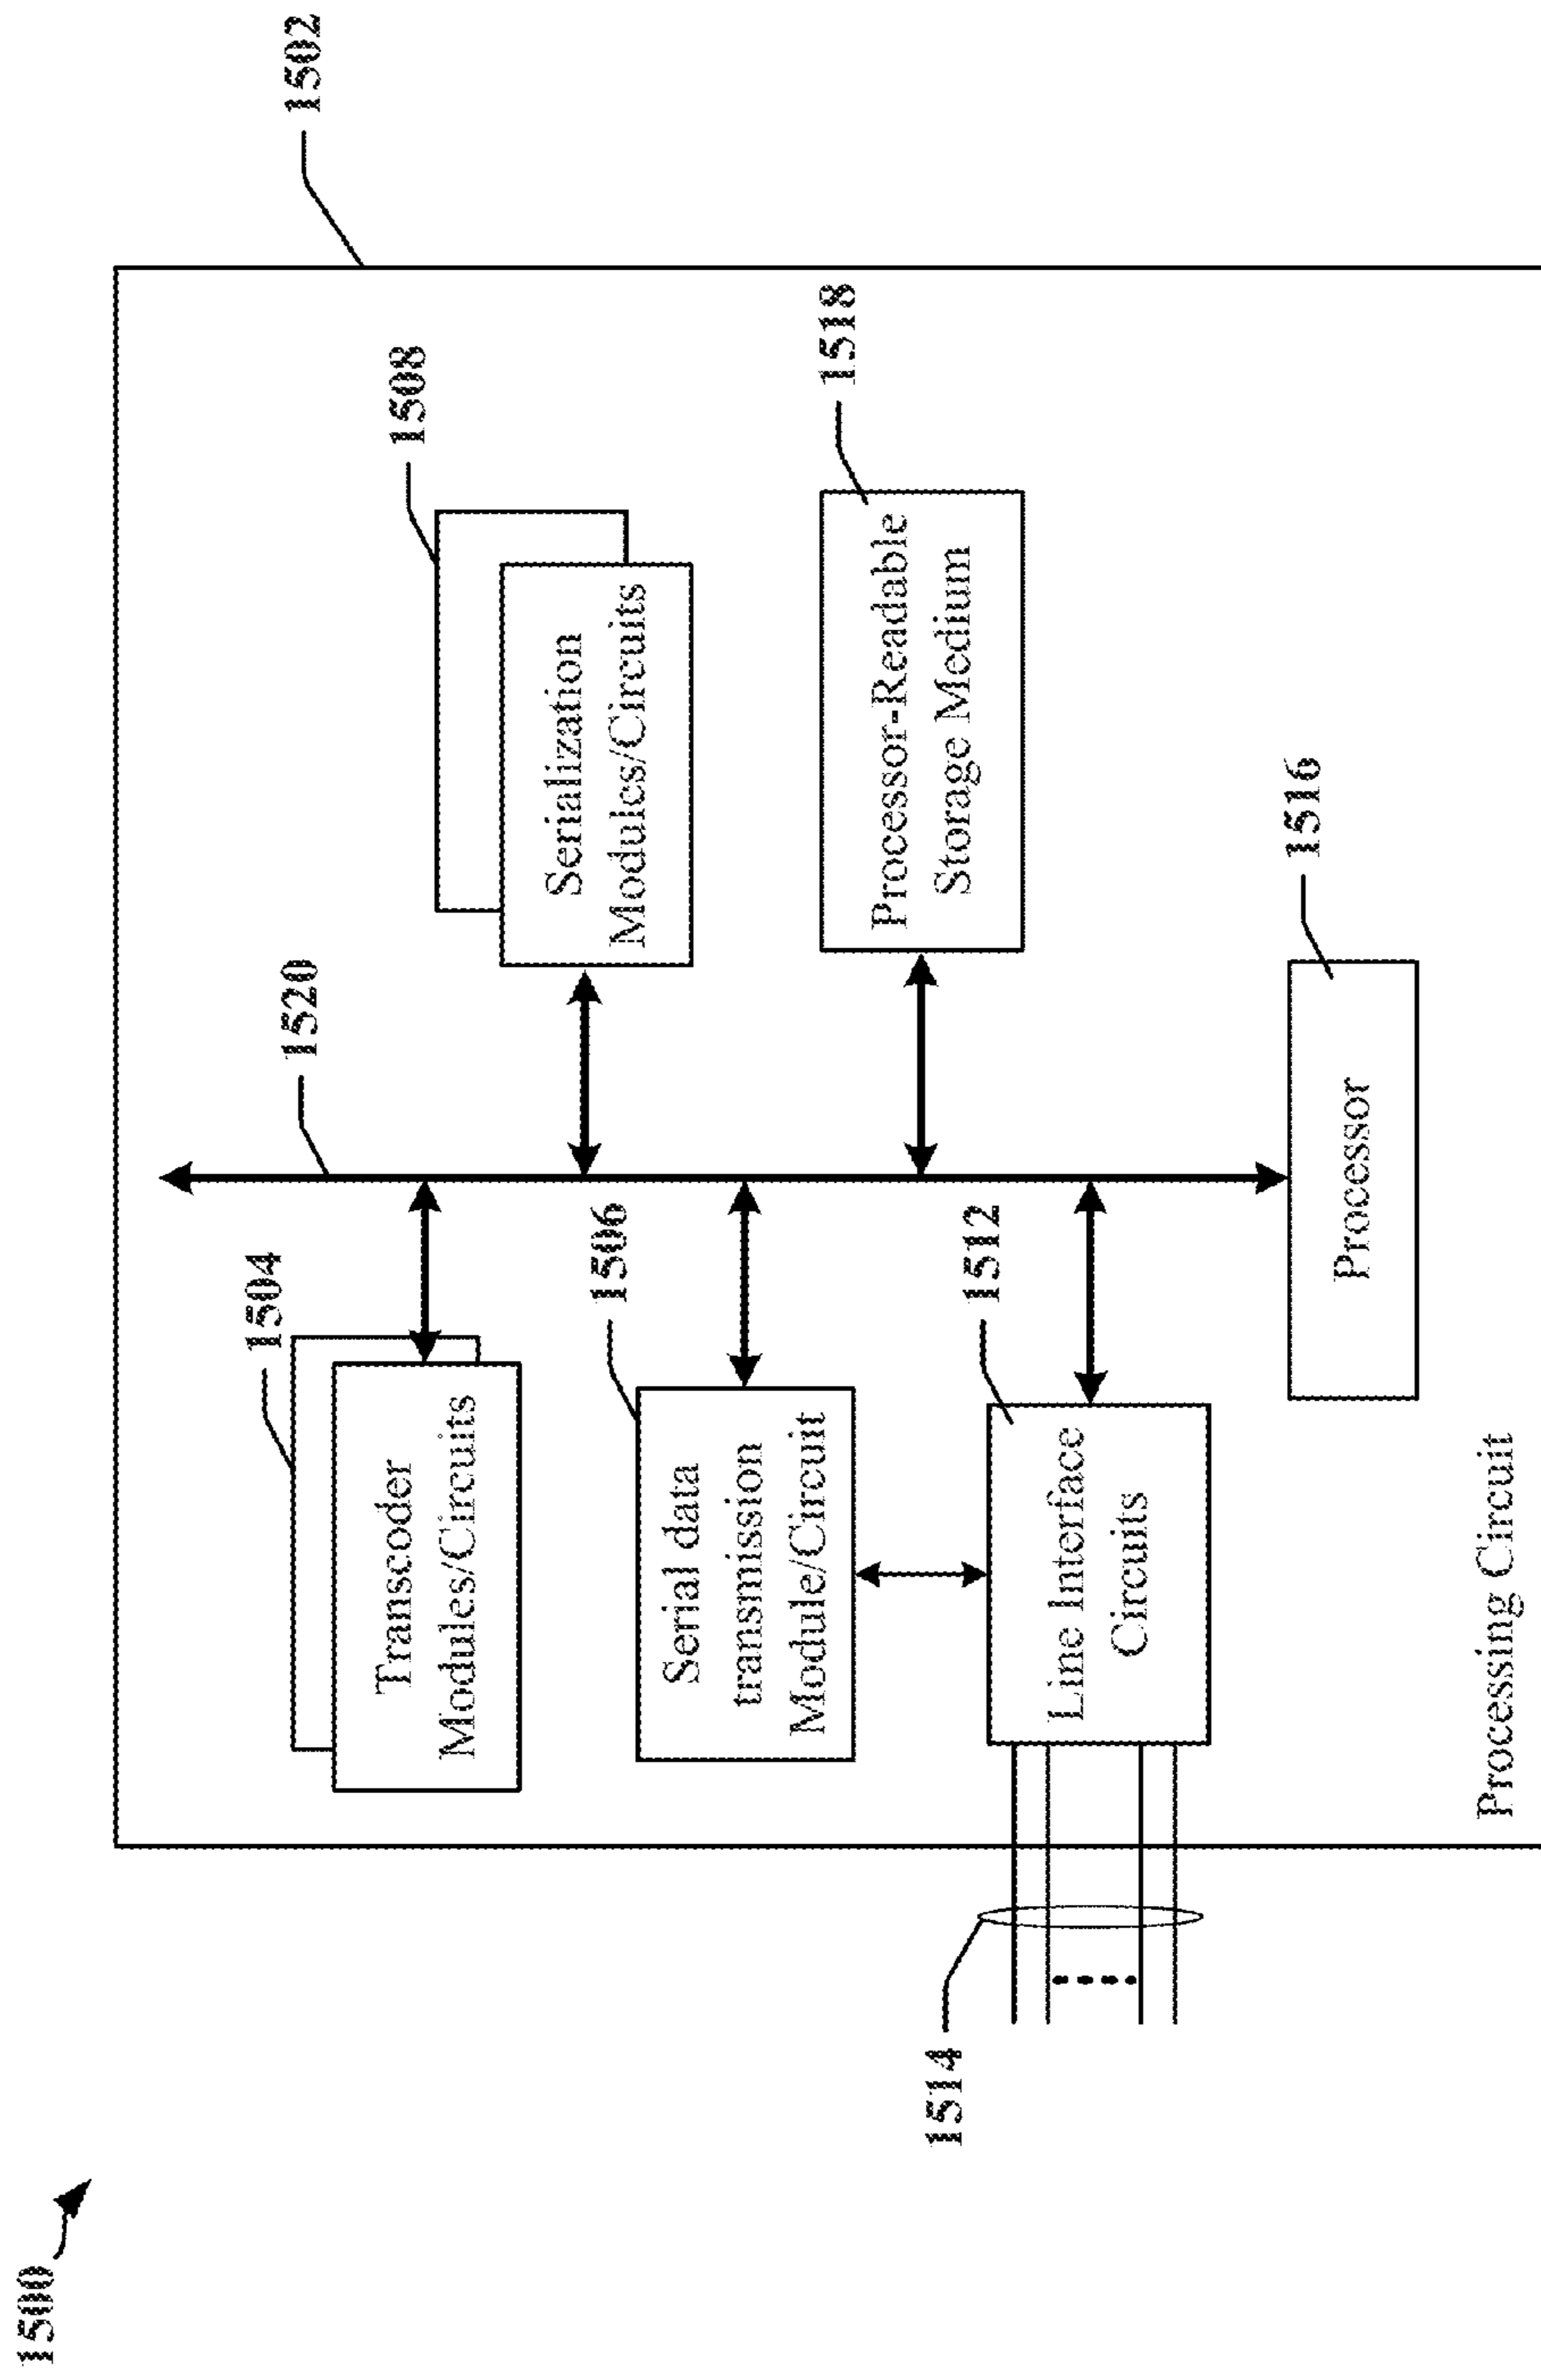 1500
1502
1504
Transcoder
Modules/Circuits
1520
1508
Serialization
Modules/Circuits
1506
Serial data
transmission
Module/Circuit
1518
Processor-Readable
Storage Medium
1514
1512
Line Interface
Circuits
1516
Processor
Processing Circuit